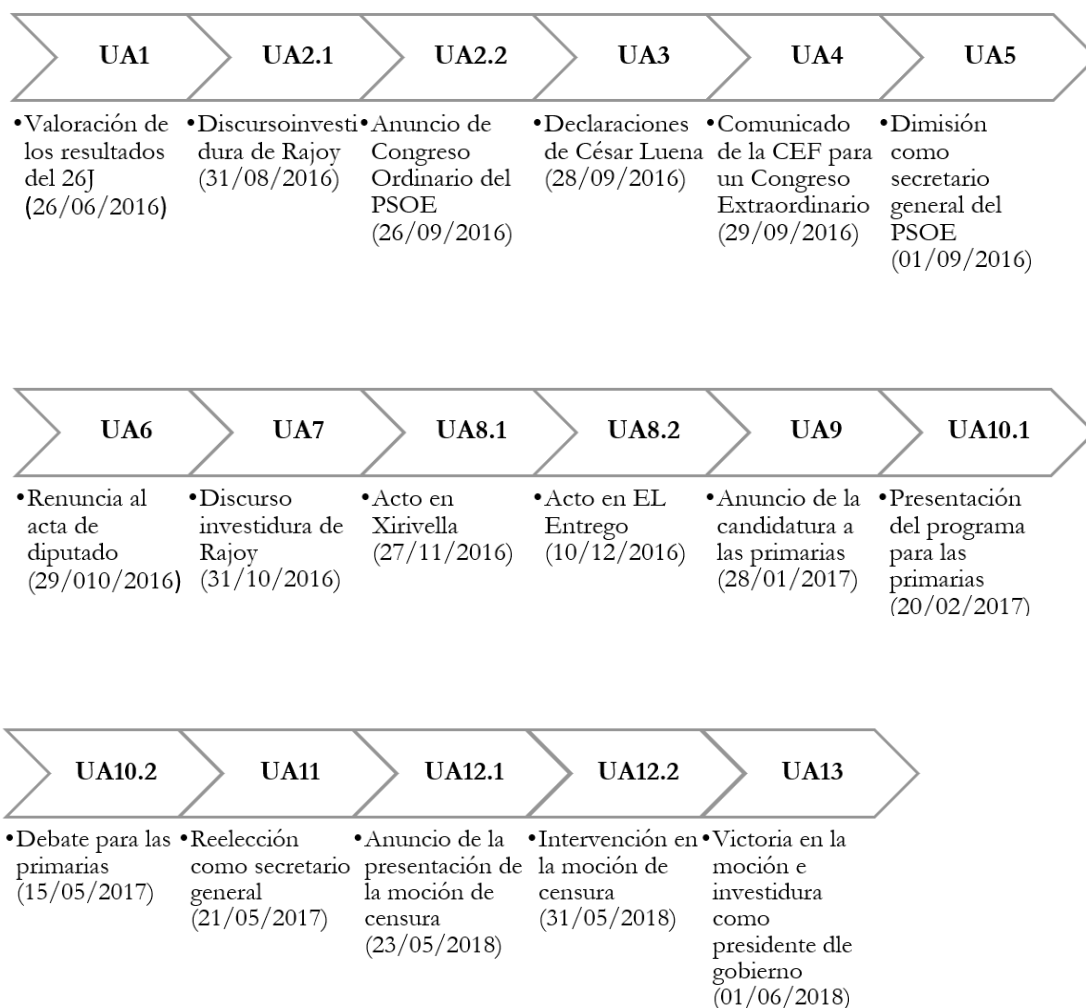 UA1
UA2.1
UA2.2
UA3
UA4
UA5
•Valoración de
los resultados
del 26J
(26/06/2016)
•Discursoinvesti
dura de Rajoy
(31/08/2016)
•Anuncio de
Congreso
Ordinario del
PSOE
(26/09/2016)
•Declaraciones
de César Luena
(28/09/2016)
•Comunicado
de la CEF para
un Congreso
Extraordinario
(29/09/2016)
•Dimisión
como
secretario
general del
PSOE
(01/09/2016)
UA6
UA7
UA8.1
UA8.2
UA9
UA10.1
•Renuncia al
acta de
diputado
(29/010/2016)
•Discurso
investidura de
Rajoy
(31/10/2016)
•Acto en
Xirivella
(27/11/2016)
•Acto en EL
Entrego
(10/12/2016)
•Anuncio de la
candidatura a
las primarias
(28/01/2017)
•Presentación
del programa
para las
primarias
(20/02/2017)
UA10.2
UA11
UA12.1
UA12.2
UA13
•Debate para las
primarias
(15/05/2017)
•Reelección
como secretario
general
(21/05/2017)
•Anuncio de la
presentación de
la moción de
censura
(23/05/2018)
•Intervención en
la moción de
censura
(31/05/2018)
•Victoria en la
moción e
investidura
como
presidente dle
gobierno
(01/06/2018)